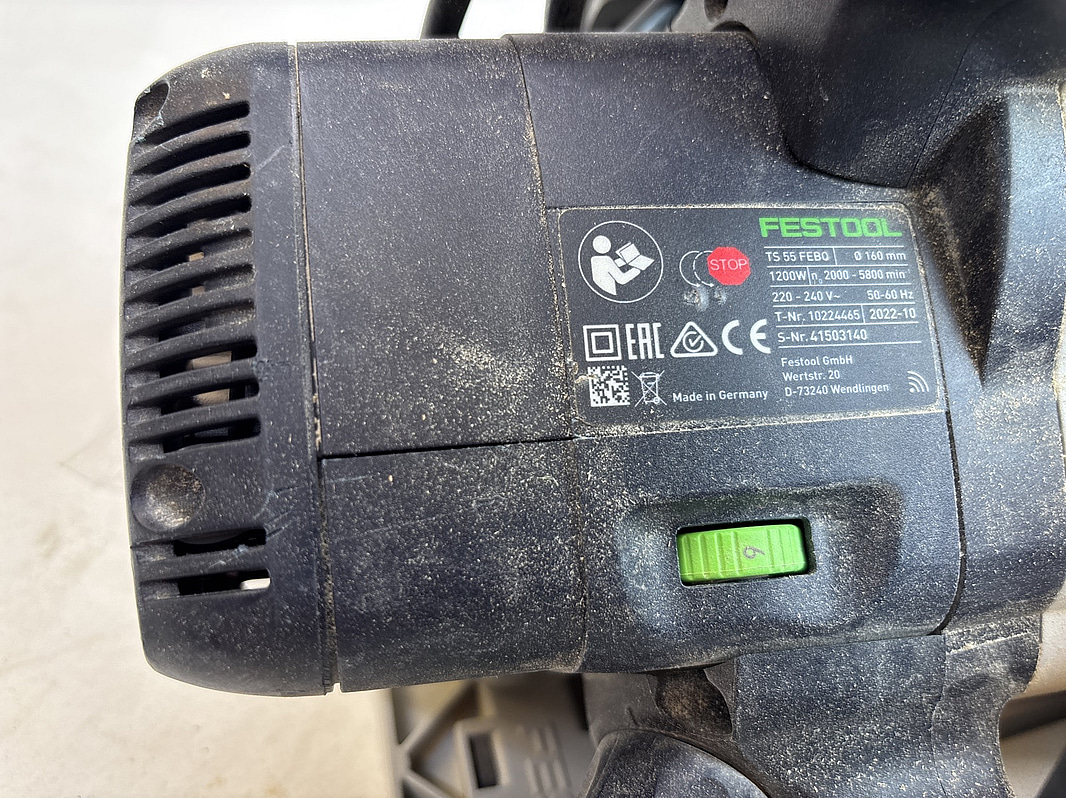 FESTOOL
TS 55 FEBQ Ø 160 mm
STOP
1200W n₀ 2000 - 5800 min⁻¹
220 - 240 V~ 50-60 Hz
T-Nr. 10224465 2022-10
S-Nr. 41503140
EAC
CE
Festool GmbH
Wertstr. 20
D-73240 Wendlingen
Made in Germany
6